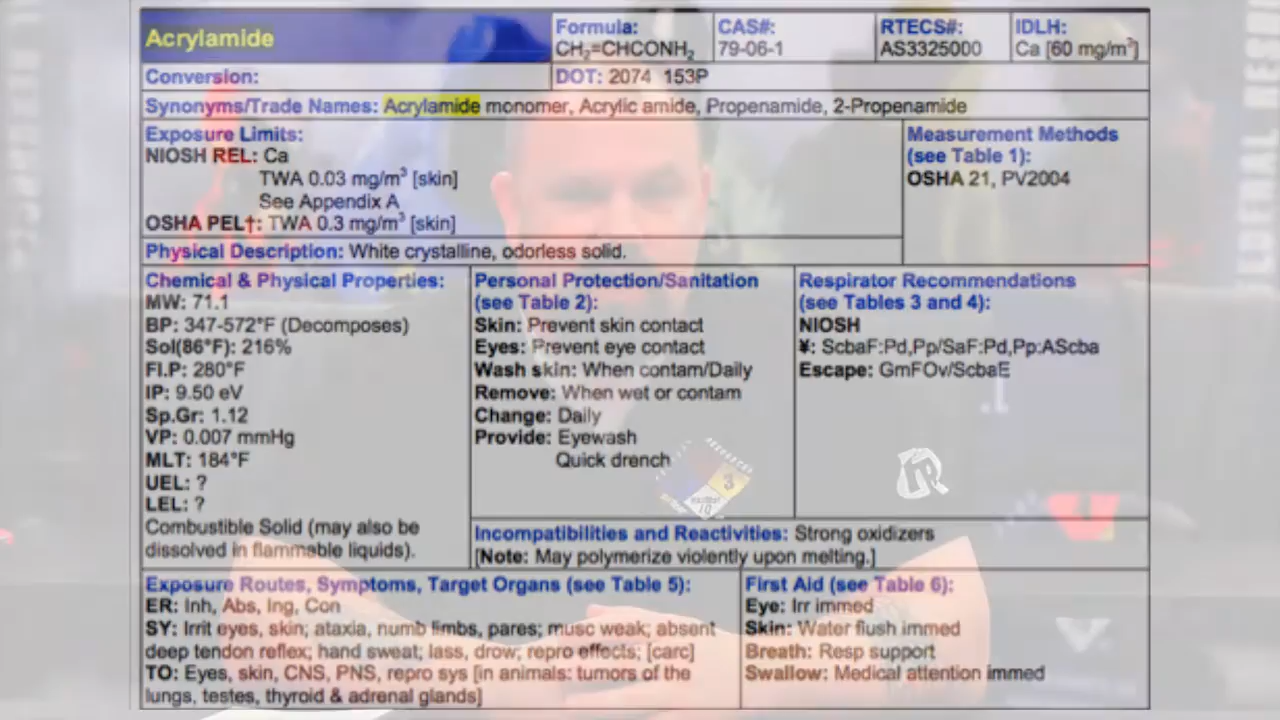 Acrylamide
Formula:
CH₂=CHCONH₂
CAS#:
79-06-1
RTECS#:
AS3325000
IDLH:
Ca [60 mg/m³]
Conversion:
DOT: 2074 153P
Synonyms/Trade Names: Acrylamide monomer, Acrylic amide, Propenamide, 2-Propenamide
Exposure Limits:
NIOSH REL: Ca
TWA 0.03 mg/m³ [skin]
See Appendix A
OSHA PEL†: TWA 0.3 mg/m³ [skin]
Measurement Methods
(see Table 1):
OSHA 21, PV2004
Physical Description: White crystalline, odorless solid.
Chemical & Physical Properties:
MW: 71.1
BP: 347-572°F (Decomposes)
Sol(86°F): 216%
Fl.P: 280°F
IP: 9.50 eV
Sp.Gr: 1.12
VP: 0.007 mmHg
MLT: 184°F
UEL: ?
LEL: ?
Combustible Solid (may also be
dissolved in flammable liquids).
Personal Protection/Sanitation
(see Table 2):
Skin: Prevent skin contact
Eyes: Prevent eye contact
Wash skin: When contam/Daily
Remove: When wet or contam
Change: Daily
Provide: Eyewash
Quick drench
Respirator Recommendations
(see Tables 3 and 4):
NIOSH
¥: ScbaF:Pd,Pp/SaF:Pd,Pp:AScba
Escape: GmFOv/ScbaE
3
Incompatibilities and Reactivities: Strong oxidizers
[Note: May polymerize violently upon melting.]
Exposure Routes, Symptoms, Target Organs (see Table 5):
ER: Inh, Abs, Ing, Con
SY: Irrit eyes, skin; ataxia, numb limbs, pares; musc weak; absent
deep tendon reflex; hand sweat; lass, drow; repro effects; [carc]
TO: Eyes, skin, CNS, PNS, repro sys [in animals: tumors of the
lungs, testes, thyroid & adrenal glands]
First Aid (see Table 6):
Eye: Irr immed
Skin: Water flush immed
Breath: Resp support
Swallow: Medical attention immed